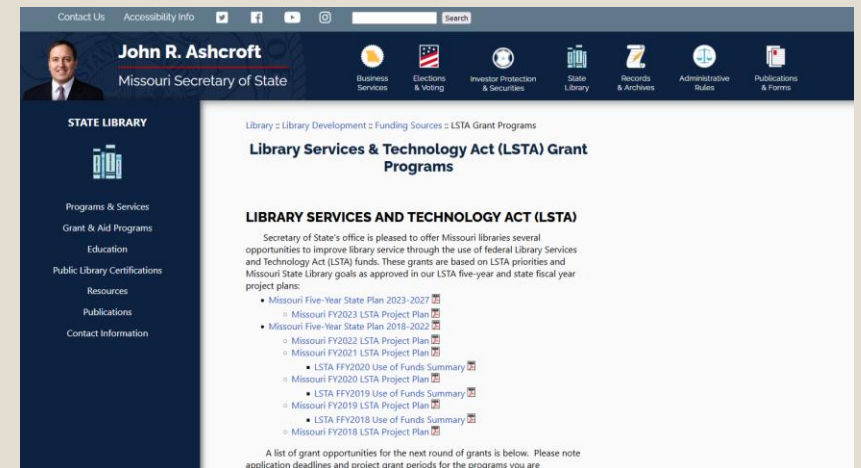 Contact Us Accessibility Info Search
John R. Ashcroft
Missouri Secretary of State
Business Services
Elections & Voting
Investor Protection & Securities
State Library
Records & Archives
Administrative Rules
Publications & Forms
STATE LIBRARY
Programs & Services
Grant & Aid Programs
Education
Public Library Certifications
Resources
Publications
Contact Information
Library :: Library Development :: Funding Sources :: LSTA Grant Programs
Library Services & Technology Act (LSTA) Grant
Programs
LIBRARY SERVICES AND TECHNOLOGY ACT (LSTA)
Secretary of State's office is pleased to offer Missouri libraries several
opportunities to improve library service through the use of federal Library Services
and Technology Act (LSTA) funds. These grants are based on LSTA priorities and
Missouri State Library goals as approved in our LSTA five-year and state fiscal year
project plans:
• Missouri Five-Year State Plan 2023-2027
○ Missouri FY2023 LSTA Project Plan
• Missouri Five-Year State Plan 2018-2022
○ Missouri FY2022 LSTA Project Plan
○ Missouri FY2021 LSTA Project Plan
▪ LSTA FFY2020 Use of Funds Summary
○ Missouri FY2020 LSTA Project Plan
▪ LSTA FFY2019 Use of Funds Summary
○ Missouri FY2019 LSTA Project Plan
▪ LSTA FFY2018 Use of Funds Summary
○ Missouri FY2018 LSTA Project Plan
A list of grant opportunities for the next round of grants is below. Please note
application deadlines and project grant periods for the programs you are